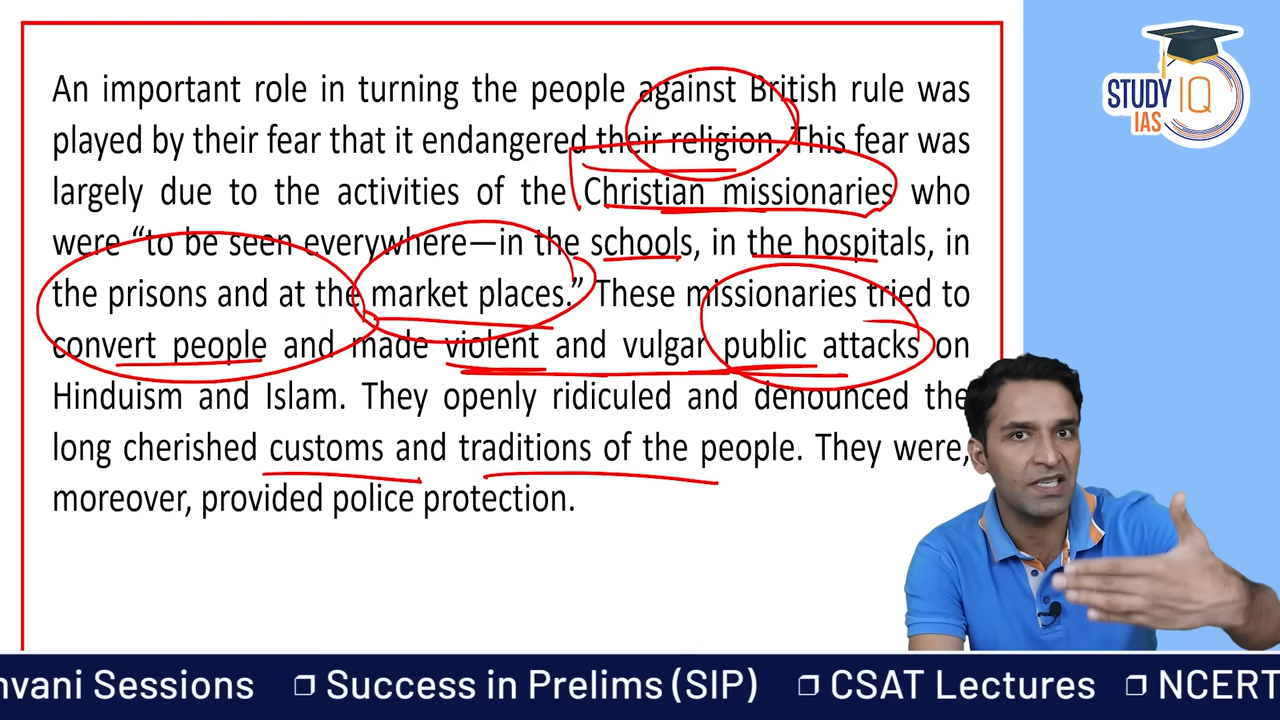 An important role in turning the people against British rule was
played by their fear that it endangered their religion. This fear was
largely due to the activities of the Christian missionaries who
were “to be seen everywhere—in the schools, in the hospitals, in
the prisons and at the market places.” These missionaries tried to
convert people and made violent and vulgar public attacks on
Hinduism and Islam. They openly ridiculed and denounced the
long cherished customs and traditions of the people. They were,
moreover, provided police protection.
STUDY IQ
IAS
nvani Sessions ❐ Success in Prelims (SIP) ❐ CSAT Lectures ❐ NCERT